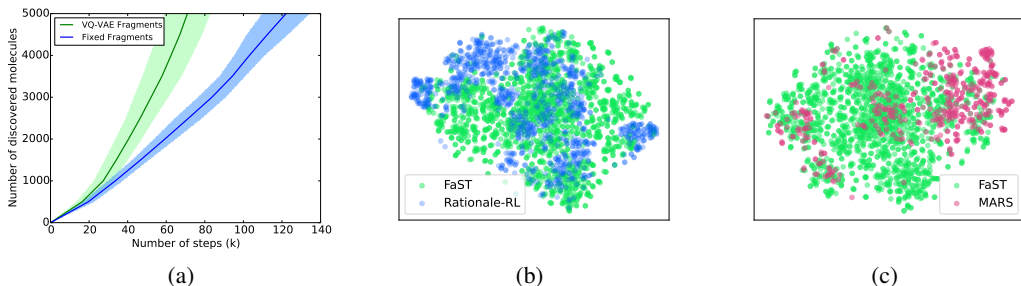 Number of discovered molecules
5000
4000
3000
2000
1000
0
VQ-VAE Fragments
Fixed Fragments
0 20 40 60 80 100 120 140
Number of steps (k)
(a)
FaST
Rationale-RL
(b)
FaST
MARS
(c)